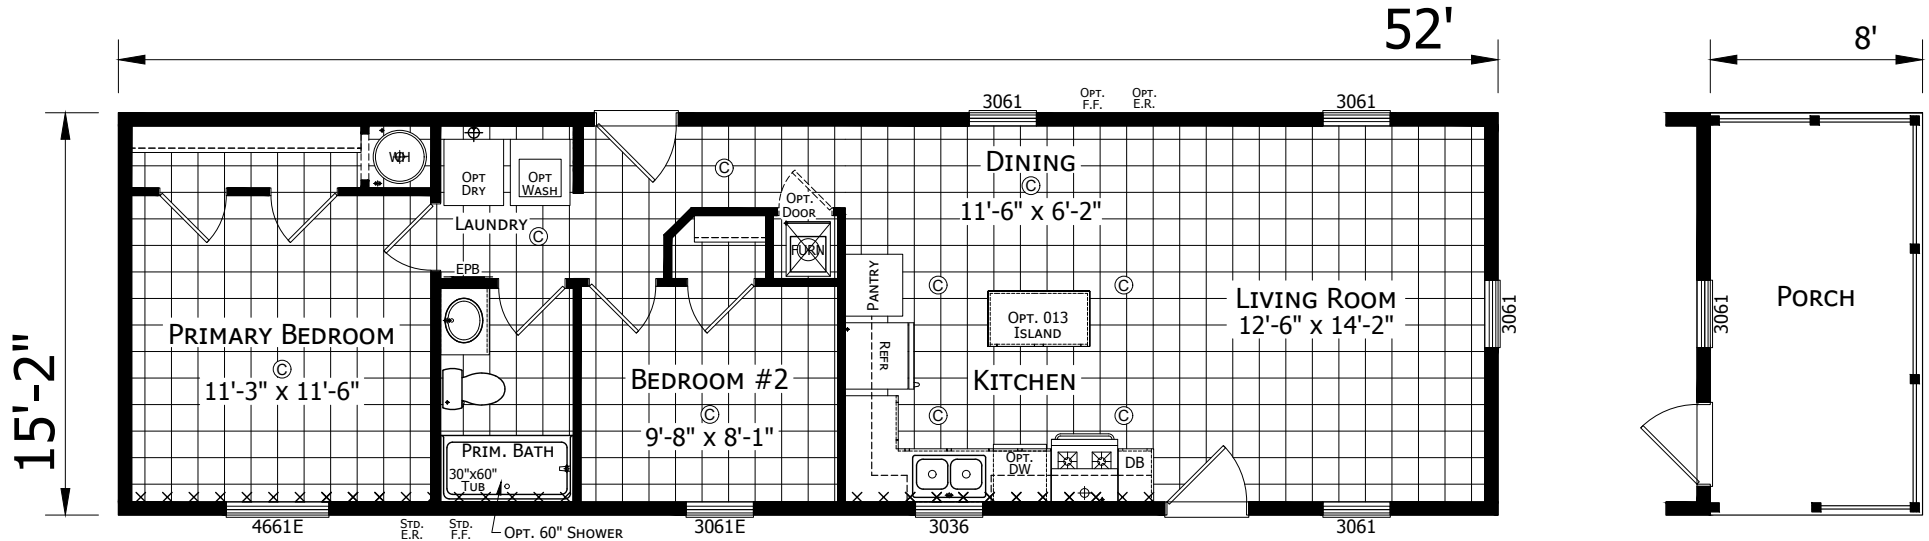 52'
8'
3061
OPT.
F.F.
OPT.
E.R.
3061
WH
OPT
DRY
OPT
WASH
C
DINING
C
11'-6" x 6'-2"
OPT.
DOOR
LAUNDRY
C
FURN
EPB
PANTRY
C
C
OPT. 013
ISLAND
LIVING ROOM
12'-6" x 14'-2"
3061
3061
PORCH
15'-2"
PRIMARY BEDROOM
C
11'-3" x 11'-6"
REFER
BEDROOM #2
C
9'-8" x 8'-1"
KITCHEN
C
C
PRIM. BATH
30"x60"
TUB
OPT.
DW
DB
4661E
STD.
E.R.
STD.
F.F.
OPT. 60" SHOWER
3061E
3036
3061